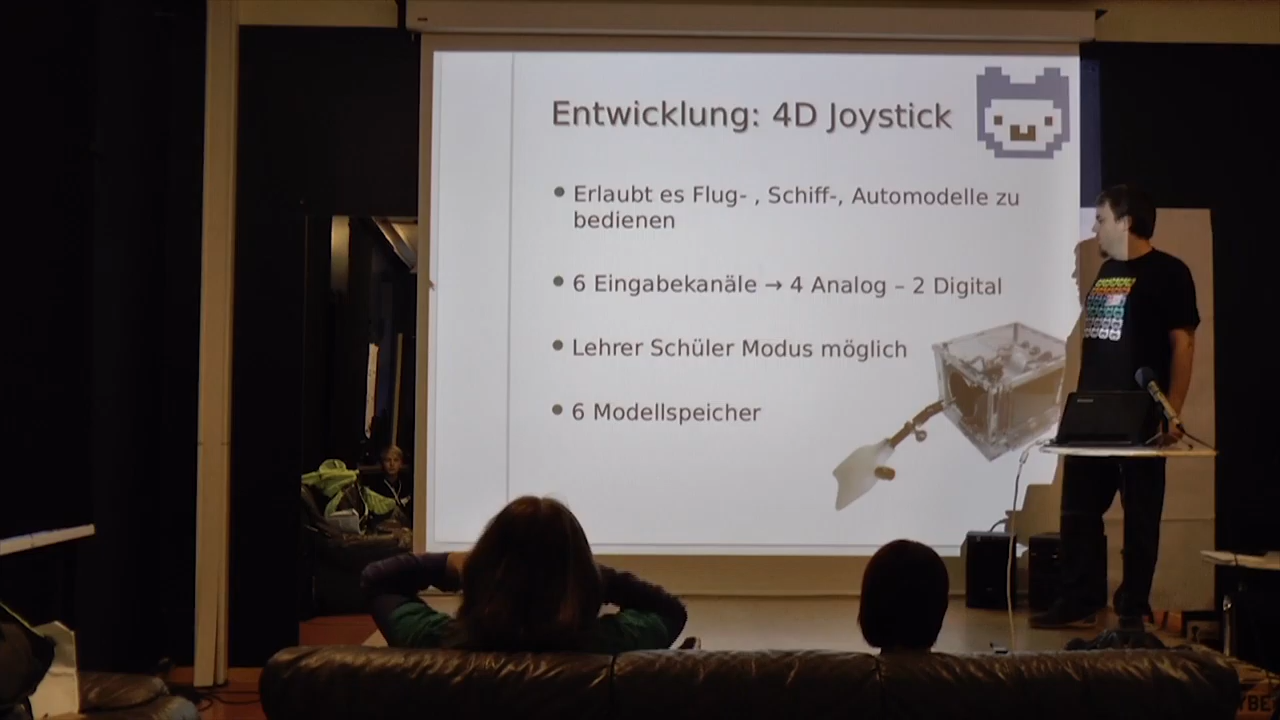 Entwicklung: 4D Joystick
● Erlaubt es Flug- , Schiff-, Automodelle zu
bedienen
● 6 Eingabekanäle → 4 Analog – 2 Digital
● Lehrer Schüler Modus möglich
● 6 Modellspeicher